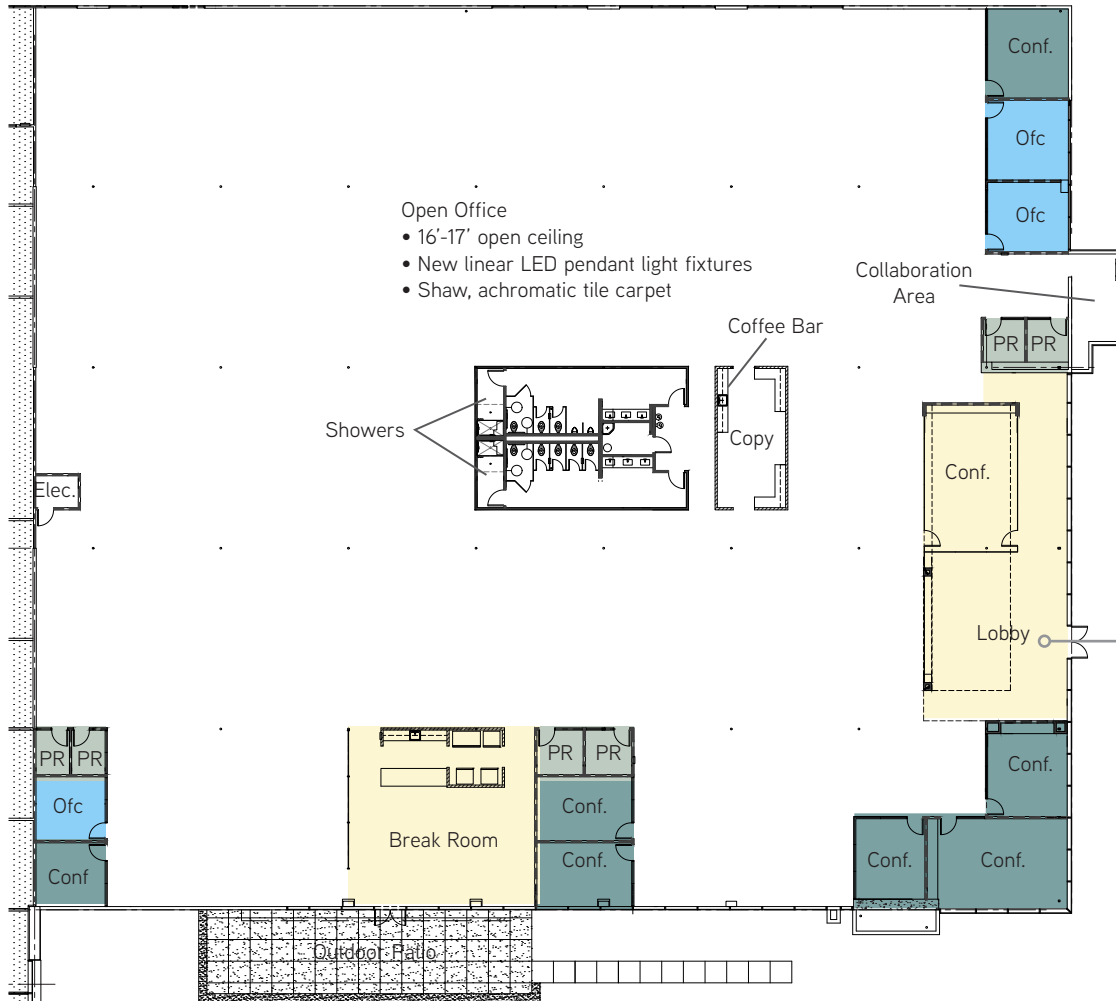 Conf.
Ofc
Ofc
Open Office
• 16’-17’ open ceiling
• New linear LED pendant light fixtures
• Shaw, achromatic tile carpet
Collaboration
Area
Coffee Bar
PR
PR
Showers
Copy
Conf.
Elec.
Lobby
PR
PR
PR
PR
Conf.
Ofc
Conf.
Break Room
Conf
Conf.
Conf.
Conf.
Outdoor Patio